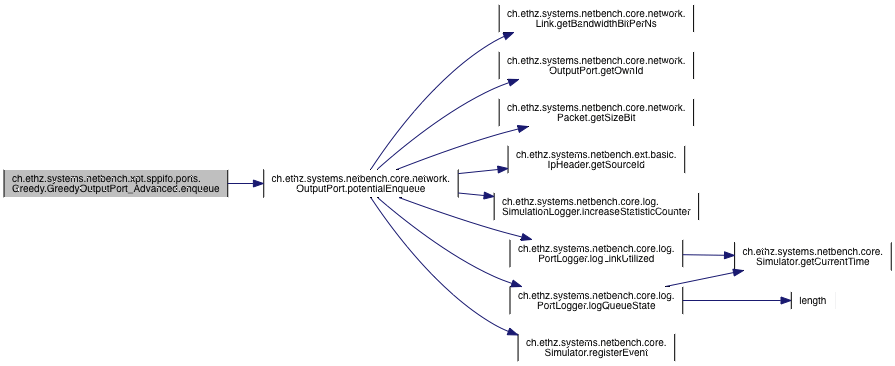 ch.ethz.systems.netbench.core.network.
Link.getBandwidthBitPerNs
ch.ethz.systems.netbench.core.network.
OutputPort.getOwnId
ch.ethz.systems.netbench.core.network.
Packet.getSizeBit
ch.ethz.systems.netbench.ext.basic.
IpHeader.getSourceId
ch.ethz.systems.netbench.xpt.sppifo.ports.
Greedy.GreedyOutputPort_Advanced.enqueue
ch.ethz.systems.netbench.core.network.
OutputPort.potentialEnqueue
ch.ethz.systems.netbench.core.log.
SimulationLogger.increaseStatisticCounter
ch.ethz.systems.netbench.core.log.
PortLogger.logLinkUtilized
ch.ethz.systems.netbench.core.
Simulator.getCurrentTime
ch.ethz.systems.netbench.core.log.
PortLogger.logQueueState
length
ch.ethz.systems.netbench.core.
Simulator.registerEvent